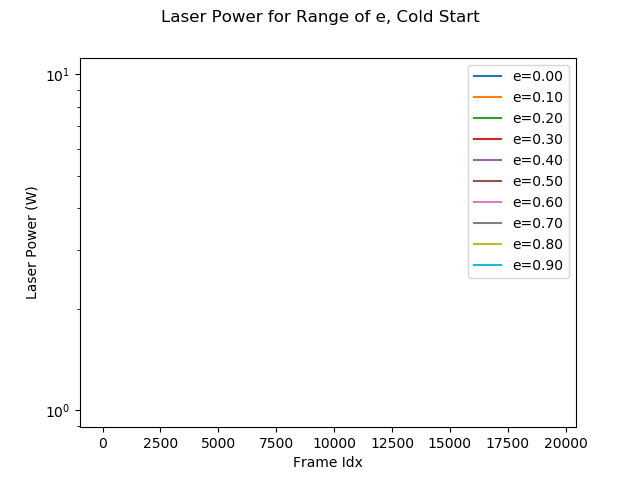 Laser Power for Range of e, Cold Start
10¹
10⁰
Laser Power (W)
e=0.00
e=0.10
e=0.20
e=0.30
e=0.40
e=0.50
e=0.60
e=0.70
e=0.80
e=0.90
0 2500 5000 7500 10000 12500 15000 17500 20000
Frame Idx